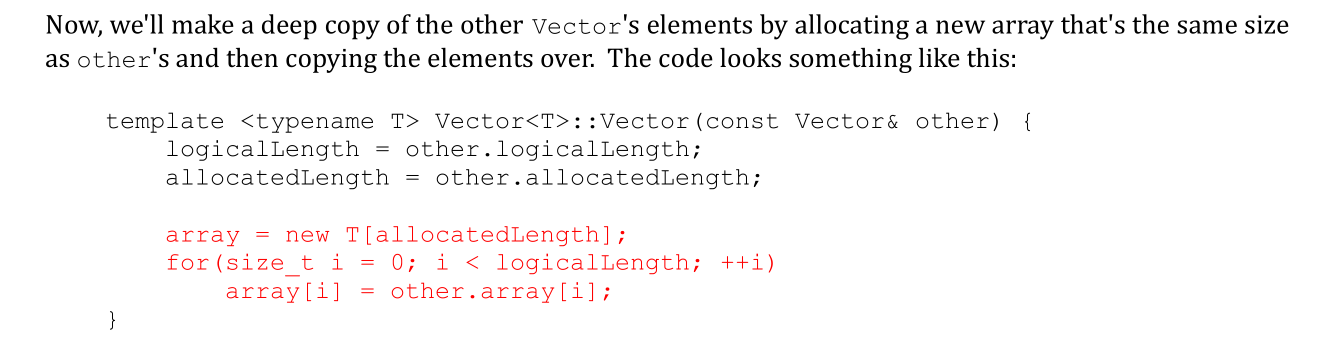 Now, we'll make a deep copy of the other Vector's elements by allocating a new array that's the same size
as other's and then copying the elements over.  The code looks something like this:
template <typename T> Vector<T>::Vector(const Vector& other) {
    logicalLength = other.logicalLength;
    allocatedLength = other.allocatedLength;
    array = new T[allocatedLength];
    for(size_t i = 0; i < logicalLength; ++i)
        array[i] = other.array[i];
}